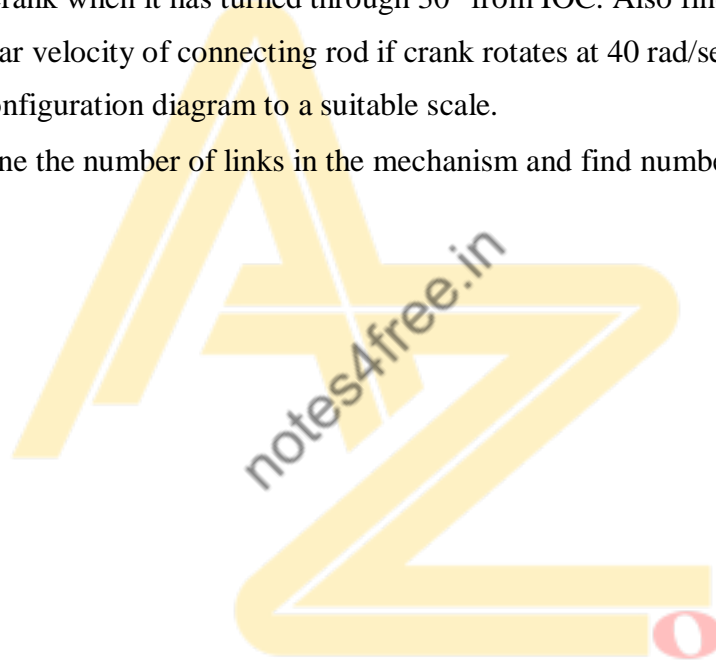 crank when it has turned through 30° from IOC. Also fin
ar velocity of connecting rod if crank rotates at 40 rad/se
onfiguration diagram to a suitable scale.
ne the number of links in the mechanism and find numbe
notes4free.in